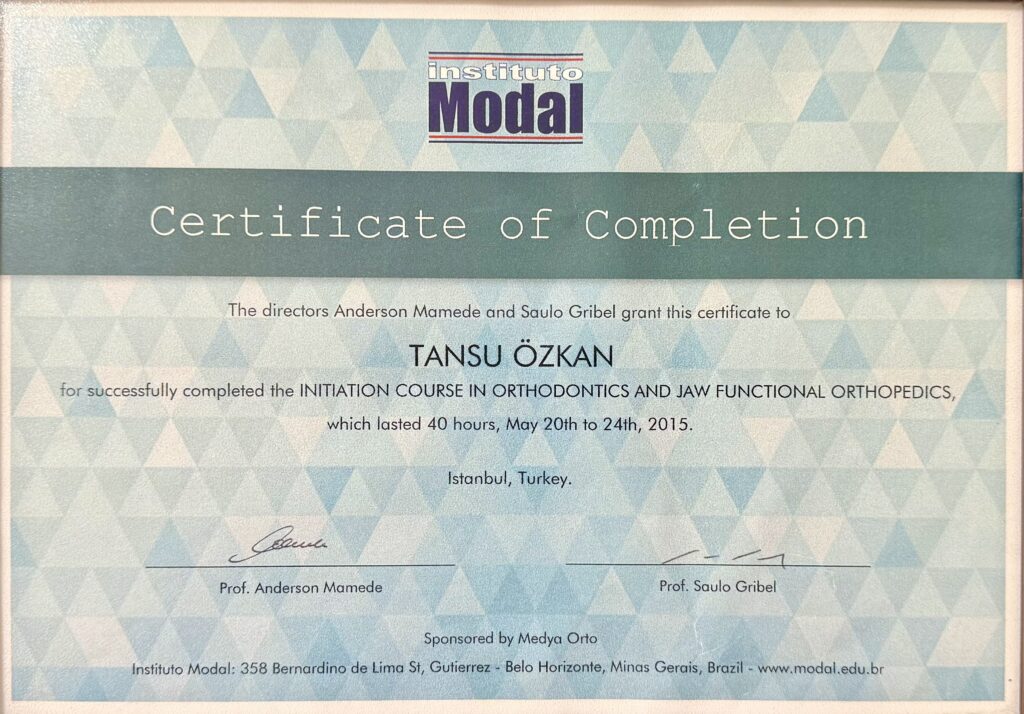 instituto
Modal
Certificate of Completion
The directors Anderson Mamede and Saulo Gribel grant this certificate to
TANSU ÖZKAN
for successfully completed the INITIATION COURSE IN ORTHODONTICS AND JAW FUNCTIONAL ORTHOPEDICS,
which lasted 40 hours, May 20th to 24th, 2015.
Istanbul, Turkey.
Prof. Anderson Mamede
Prof. Saulo Gribel
Sponsored by Medya Orto
Instituto Modal: 358 Bernardino de Lima St, Gutierrez - Belo Horizonte, Minas Gerais, Brazil - www.modal.edu.br